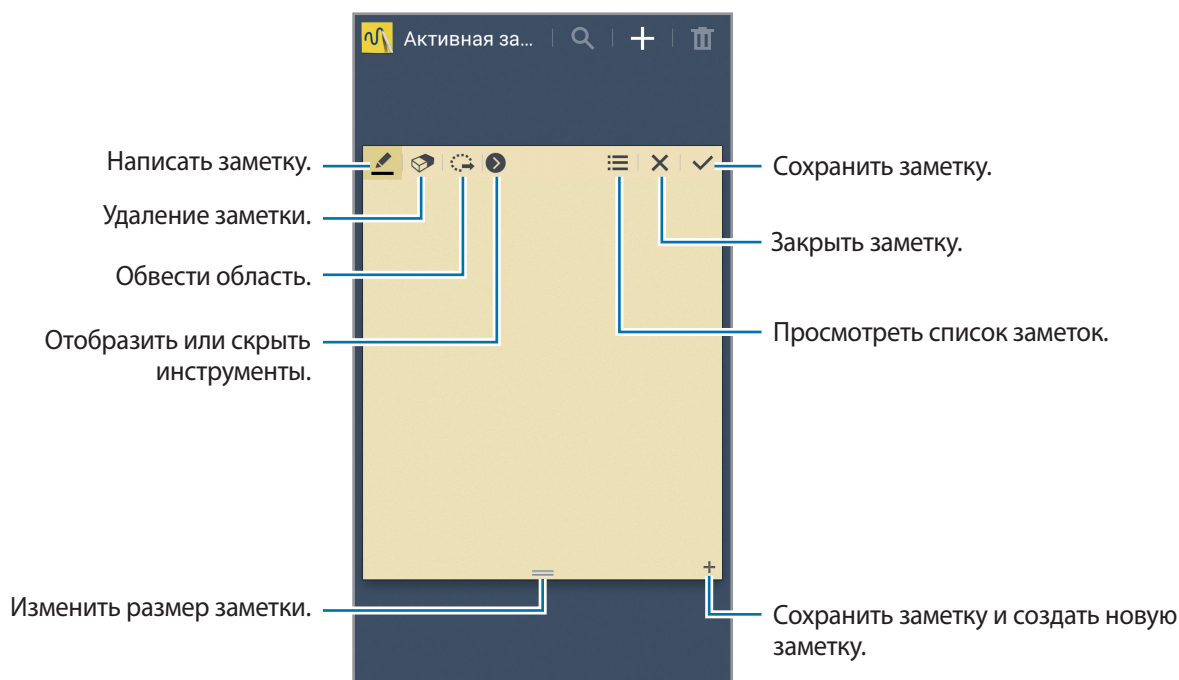 Активная за...
Написать заметку.
Удаление заметки.
Обвести область.
Отобразить или скрыть
инструменты.
Изменить размер заметки.
Сохранить заметку.
Закрыть заметку.
Просмотреть список заметок.
Сохранить заметку и создать новую
заметку.